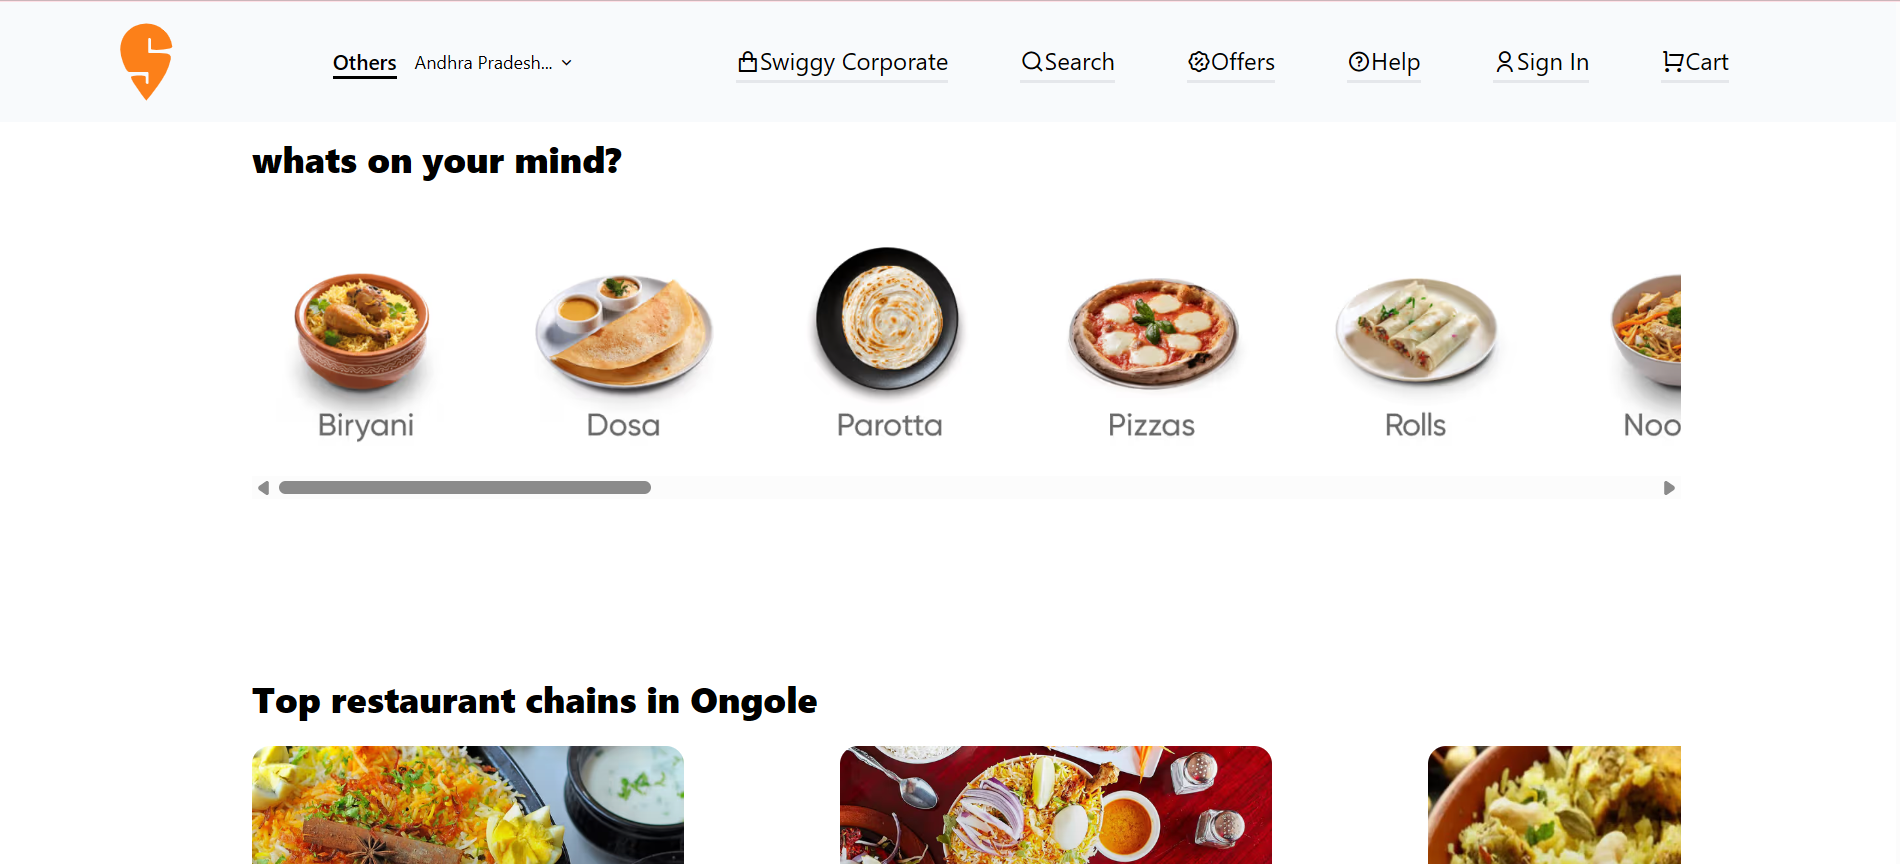 Others Andhra Pradesh... Swiggy Corporate Search Offers Help Sign In Cart
whats on your mind?
Biryani Dosa Parotta Pizzas Rolls Noo
Top restaurant chains in Ongole